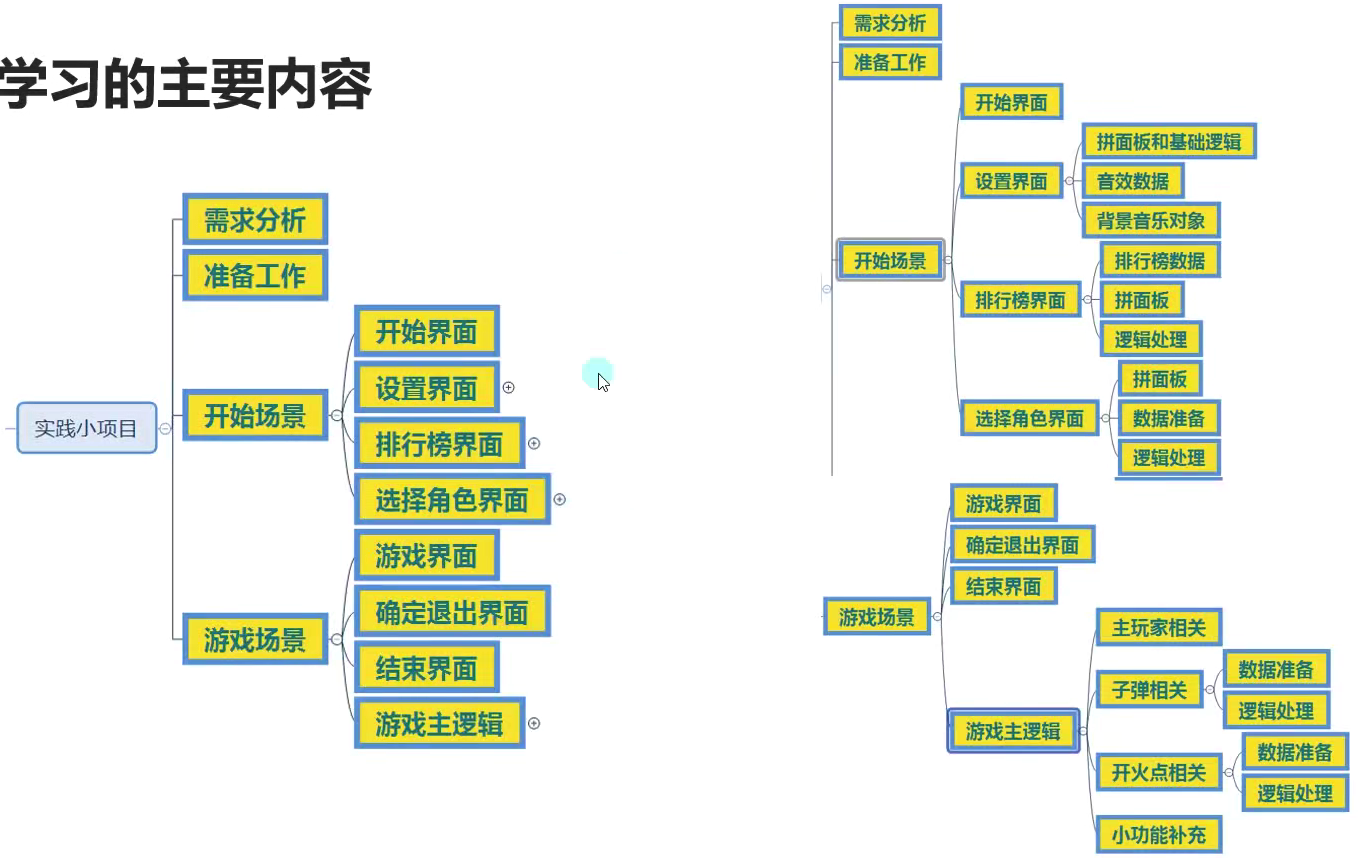 学习的主要内容
需求分析
准备工作
实践小项目
开始场景
开始界面
设置界面
排行榜界面
选择角色界面
游戏场景
游戏界面
确定退出界面
结束界面
游戏主逻辑
需求分析
准备工作
开始场景
开始界面
设置界面
拼面板和基础逻辑
音效数据
背景音乐对象
排行榜界面
排行榜数据
拼面板
逻辑处理
选择角色界面
拼面板
数据准备
逻辑处理
游戏场景
游戏界面
确定退出界面
结束界面
游戏主逻辑
主玩家相关
子弹相关
数据准备
逻辑处理
开火点相关
数据准备
逻辑处理
小功能补充